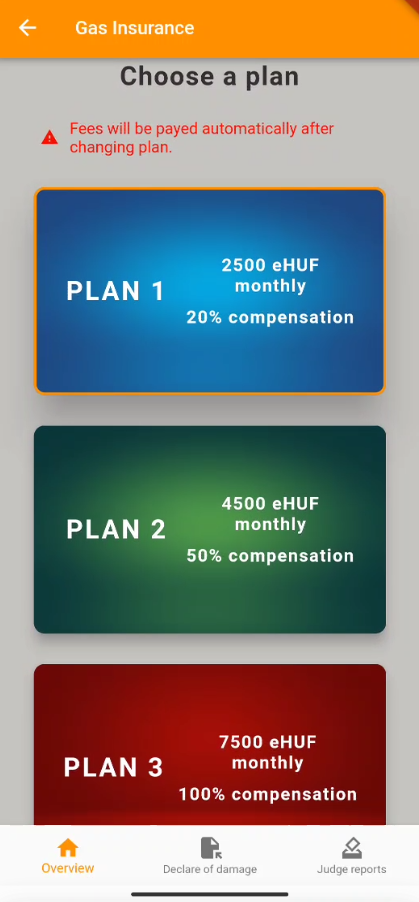 Gas Insurance
Choose a plan
Fees will be payed automatically after
changing plan.
PLAN 1
2500 eHUF
monthly
20% compensation
PLAN 2
4500 eHUF
monthly
50% compensation
PLAN 3
7500 eHUF
monthly
100% compensation
Overview
Declare of damage
Judge reports